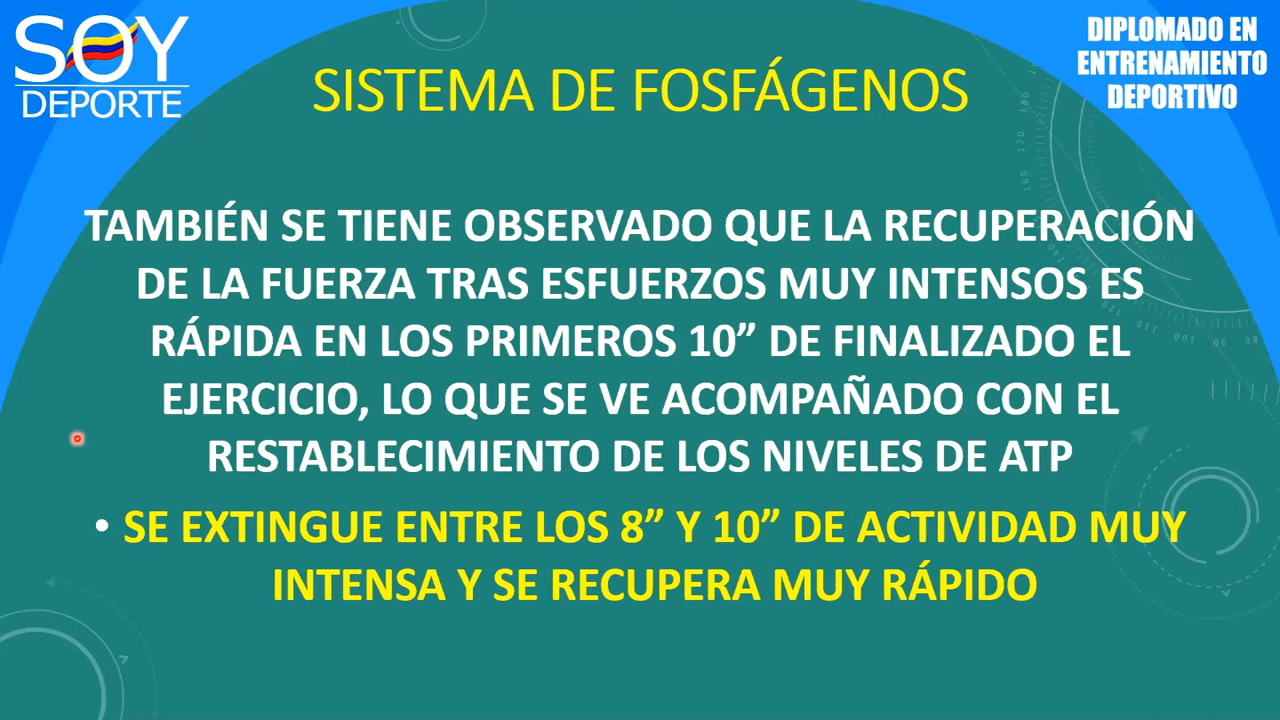 SOY
DEPORTE
DIPLOMADO EN
ENTRENAMIENTO
DEPORTIVO
SISTEMA DE FOSFÁGENOS
TAMBIÉN SE TIENE OBSERVADO QUE LA RECUPERACIÓN
DE LA FUERZA TRAS ESFUERZOS MUY INTENSOS ES
RÁPIDA EN LOS PRIMEROS 10” DE FINALIZADO EL
EJERCICIO, LO QUE SE VE ACOMPAÑADO CON EL
RESTABLECIMIENTO DE LOS NIVELES DE ATP
• SE EXTINGUE ENTRE LOS 8” Y 10” DE ACTIVIDAD MUY
INTENSA Y SE RECUPERA MUY RÁPIDO